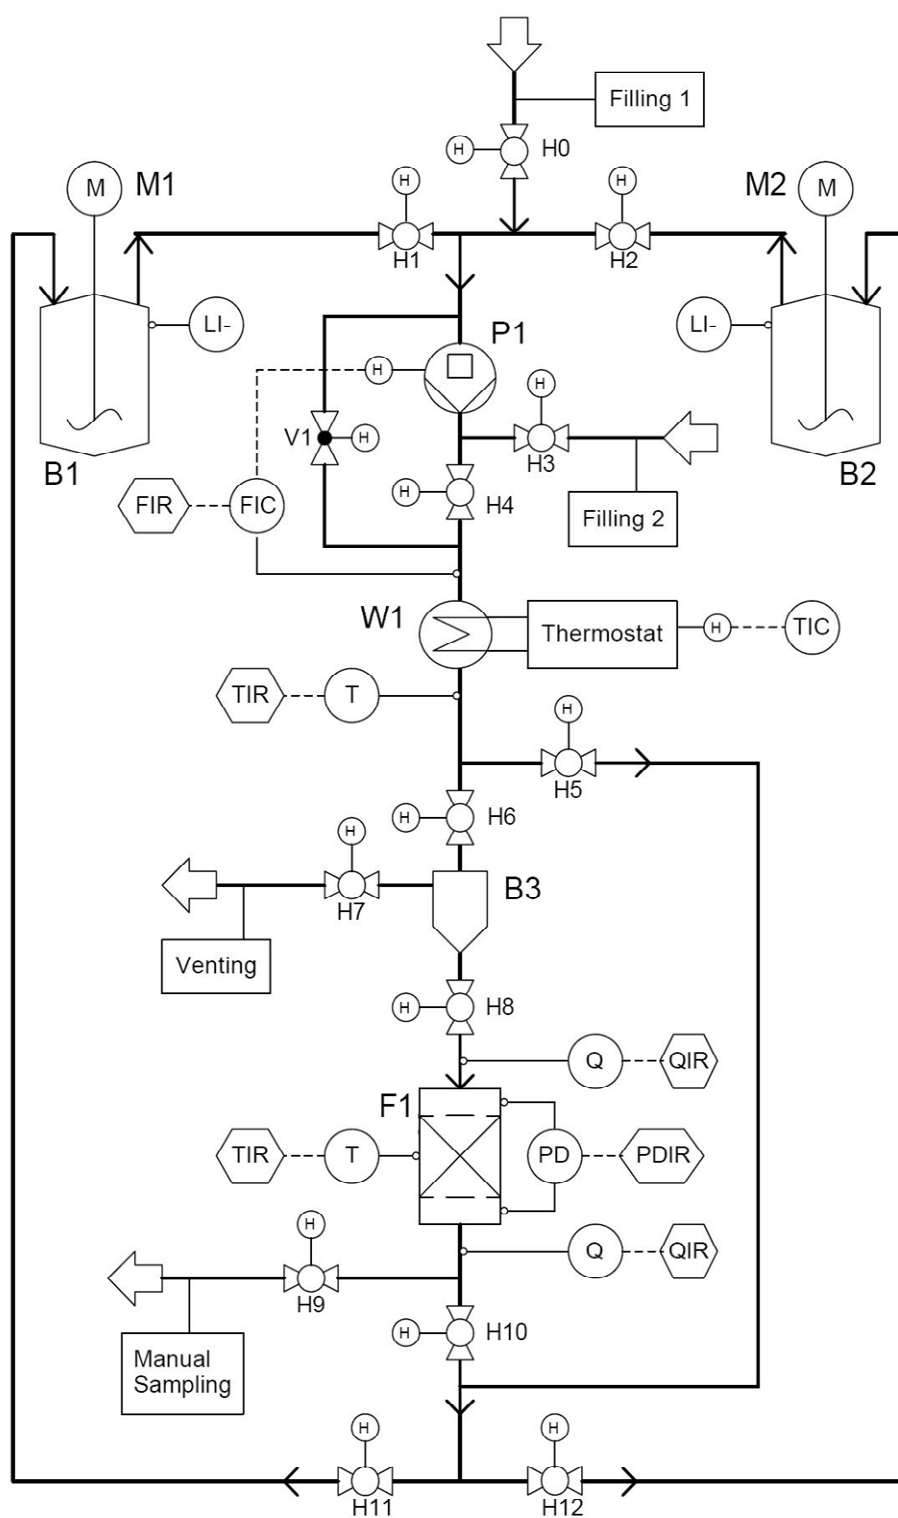 Filling 1
H
H0
M
M1
H
H
M2
M
H1
H2
LI-
LI-
P1
H
H
V1
H
H3
B1
B2
FIR
FIC
H
H4
Filling 2
W1
Thermostat
H
TIC
TIR
T
H
H5
H
H6
H
B3
H7
Venting
H
H8
Q
QIR
F1
TIR
T
PD
PDIR
H
Q
QIR
H9
H
H10
Manual
Sampling
H
H
H11
H12